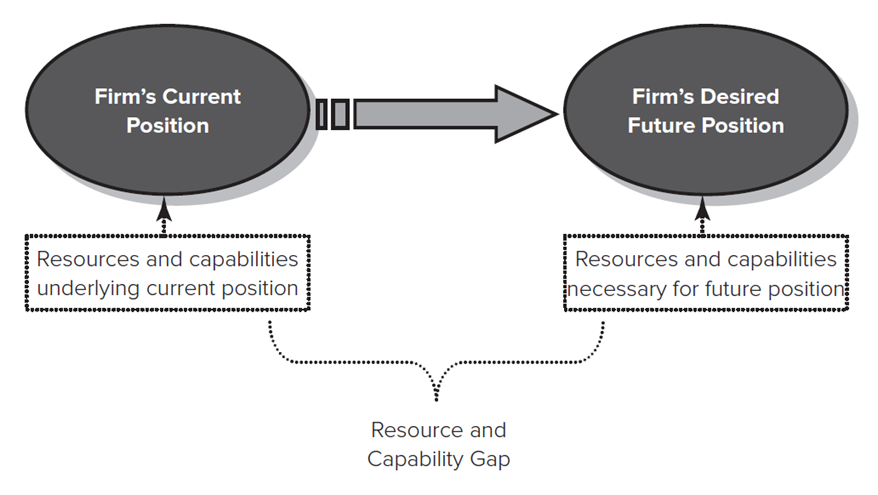 Firm’s Current
Position
Firm’s Desired
Future Position
Resources and capabilities
underlying current position
Resources and capabilities
necessary for future position
Resource and
Capability Gap